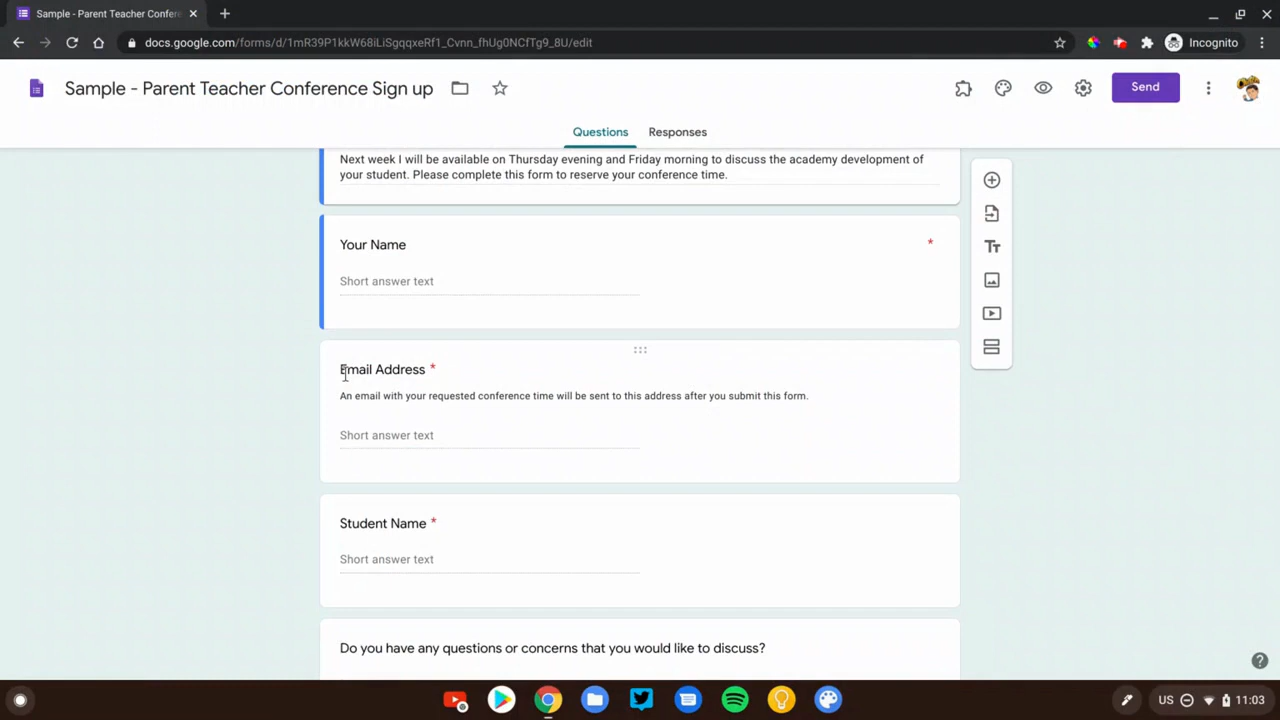 Sample - Parent Teacher Confere
docs.google.com/forms/d/1mR39P1kkW68iLiSgqqxeRf1_Cvnn_fhUg0NCfTg9_8U/edit
Incognito
Sample - Parent Teacher Conference Sign up
Send
Questions
Responses
Next week I will be available on Thursday evening and Friday morning to discuss the academy development of
your student. Please complete this form to reserve your conference time.
Your Name *
Short answer text
Email Address *
An email with your requested conference time will be sent to this address after you submit this form.
Short answer text
Student Name *
Short answer text
Do you have any questions or concerns that you would like to discuss?
US
11:03